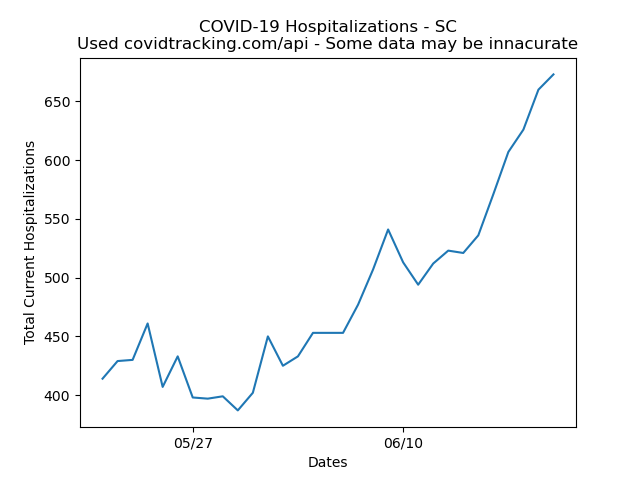 COVID-19 Hospitalizations - SC
Used covidtracking.com/api - Some data may be innacurate
650
600
550
500
450
400
Total Current Hospitalizations
05/27
06/10
Dates